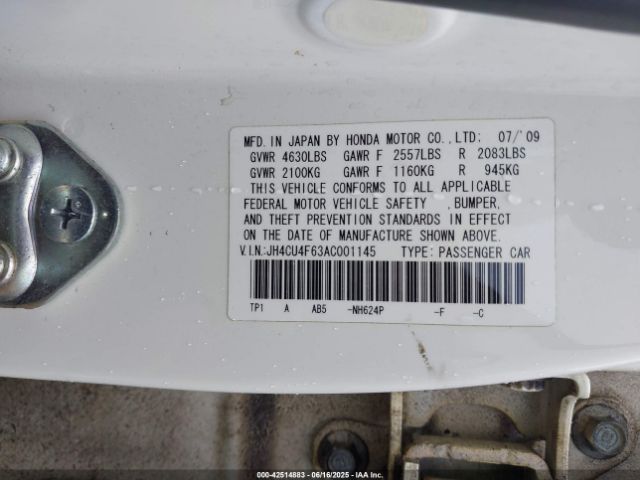 MFD. IN JAPAN BY HONDA MOTOR CO., LTD: 07/'09
GVWR 4630LBS GAWR F 2557LBS R 2083LBS
GVWR 2100KG GAWR F 1160KG R 945KG
THIS VEHICLE CONFORMS TO ALL APPLICABLE
FEDERAL MOTOR VEHICLE SAFETY , BUMPER,
AND THEFT PREVENTION STANDARDS IN EFFECT
ON THE DATE OF MANUFACTURE SHOWN ABOVE.
V.I.N:JH4CU4F63AC001145 TYPE: PASSENGER CAR
TP1 A AB5 -NH624P -F -C
000-42514883 - 06/16/2025 - IAA Inc.